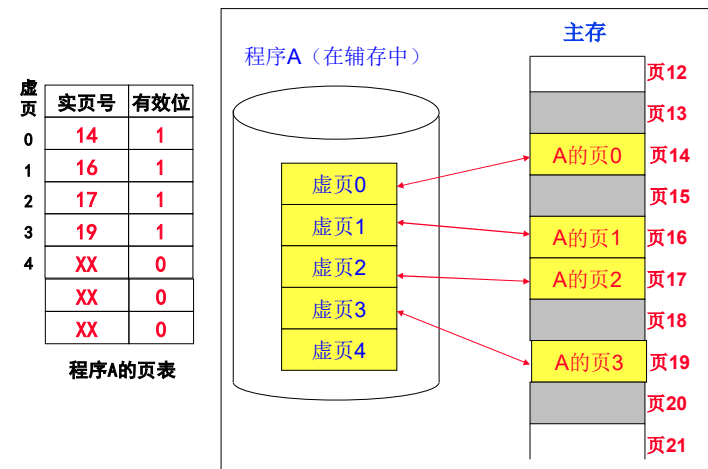 虚页 实页号 有效位
0 14 1
1 16 1
2 17 1
3 19 1
4 XX 0
XX 0
XX 0
程序A的页表
程序A（在辅存中）
虚页0
虚页1
虚页2
虚页3
虚页4
主存
页12
页13
A的页0 页14
页15
A的页1 页16
A的页2 页17
页18
A的页3 页19
页20
页21